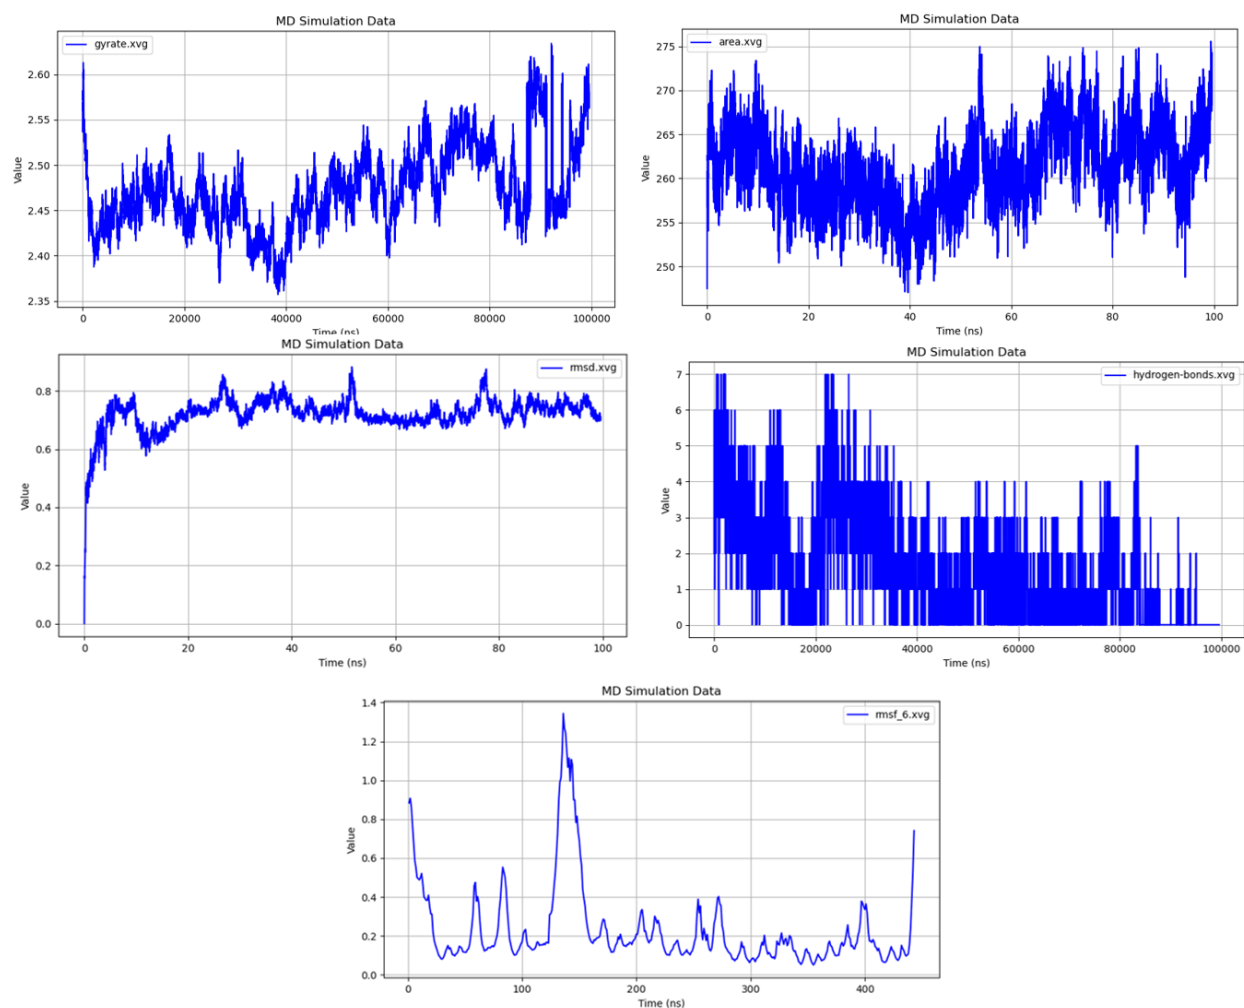 MD Simulation Data
gyrate.xvg
Value
2.60
2.55
2.50
2.45
2.40
2.35
0 20000 40000 60000 80000 100000
Time (ns)
MD Simulation Data
area.xvg
Value
275
270
265
260
255
250
0 20 40 60 80 100
Time (ns)
MD Simulation Data
rmsd.xvg
Value
0.8
0.6
0.4
0.2
0.0
0 20 40 60 80 100
Time (ns)
MD Simulation Data
hydrogen-bonds.xvg
Value
7
6
5
4
3
2
1
0
0 20000 40000 60000 80000 100000
Time (ns)
MD Simulation Data
rmsf_6.xvg
Value
1.4
1.2
1.0
0.8
0.6
0.4
0.2
0.0
0 100 200 300 400
Time (ns)